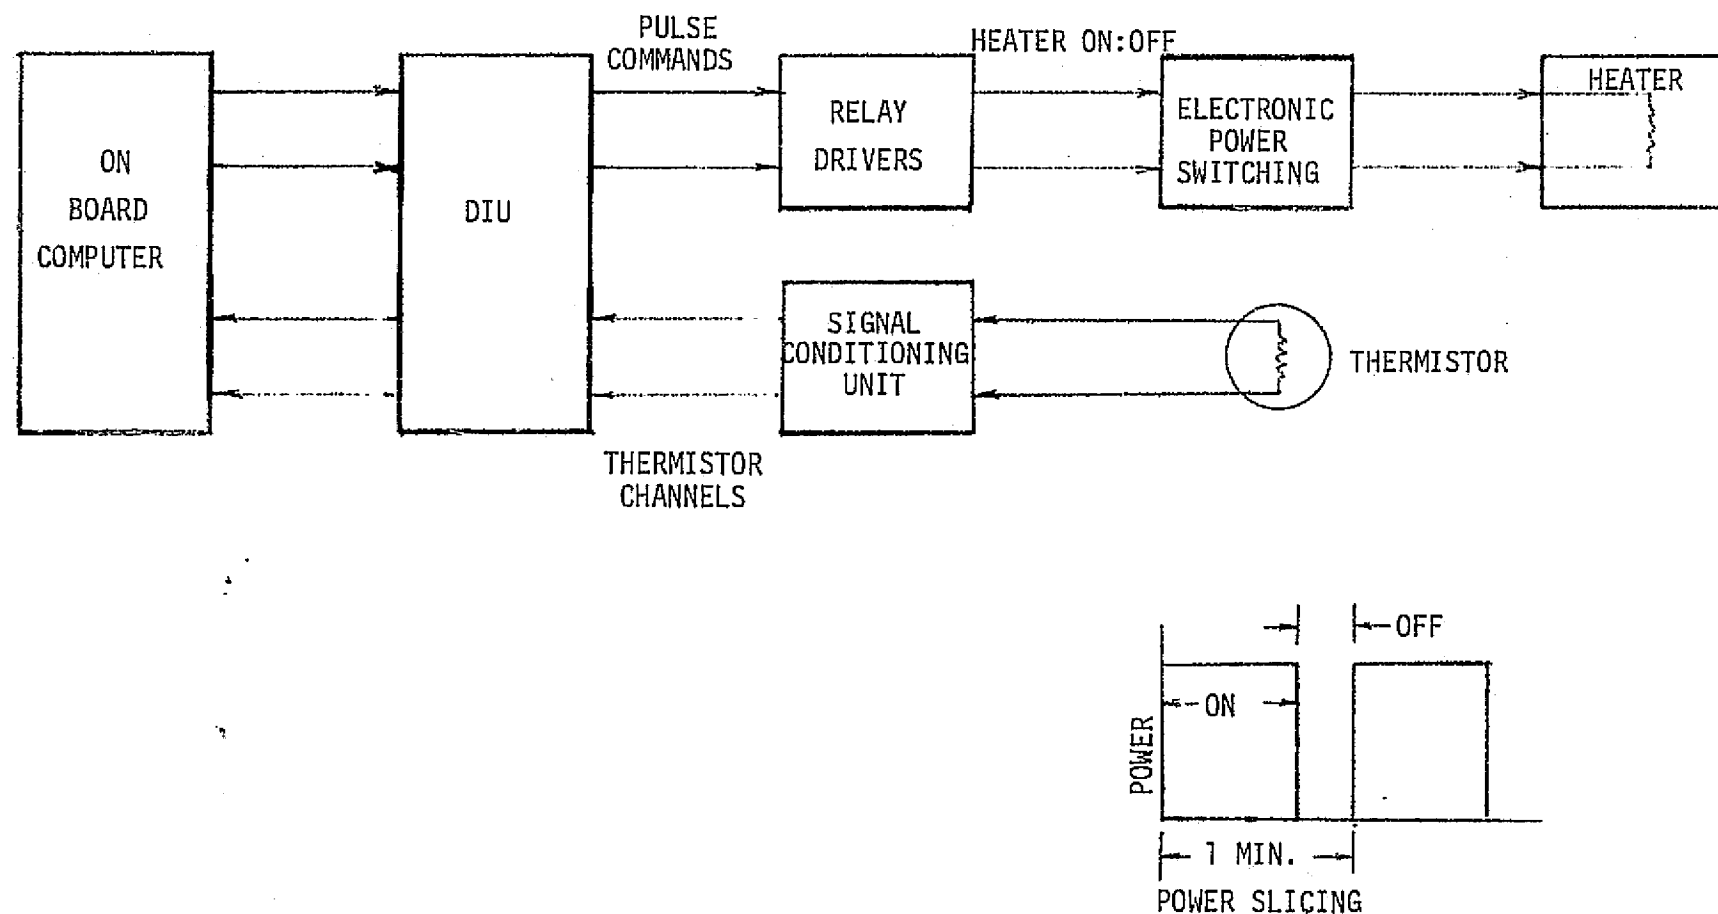 PULSE
COMMANDS
HEATER ON:OFF
ON
BOARD
COMPUTER
DIU
RELAY
DRIVERS
ELECTRONIC
POWER
SWITCHING
HEATER
SIGNAL
CONDITIONING
UNIT
THERMISTOR
THERMISTOR
CHANNELS
OFF
ON
POWER
1 MIN.
POWER SLICING